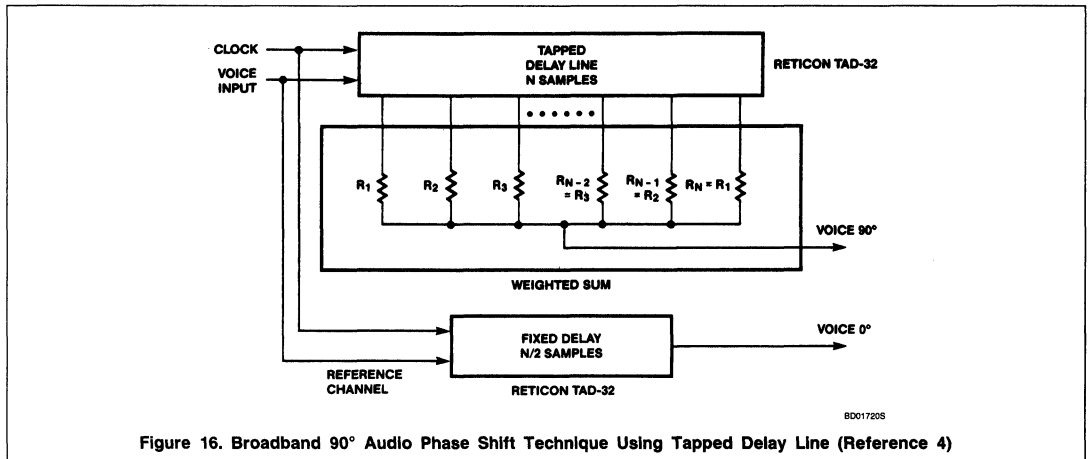 CLOCK
VOICE
INPUT
TAPPED
DELAY LINE
N SAMPLES
RETICON TAD-32
R1
R2
R3
RN - 2
= R3
RN - 1
= R2
RN = R1
VOICE 90°
WEIGHTED SUM
FIXED DELAY
N/2 SAMPLES
VOICE 0°
REFERENCE
CHANNEL
RETICON TAD-32
BD01720S
Figure 16. Broadband 90° Audio Phase Shift Technique Using Tapped Delay Line (Reference 4)